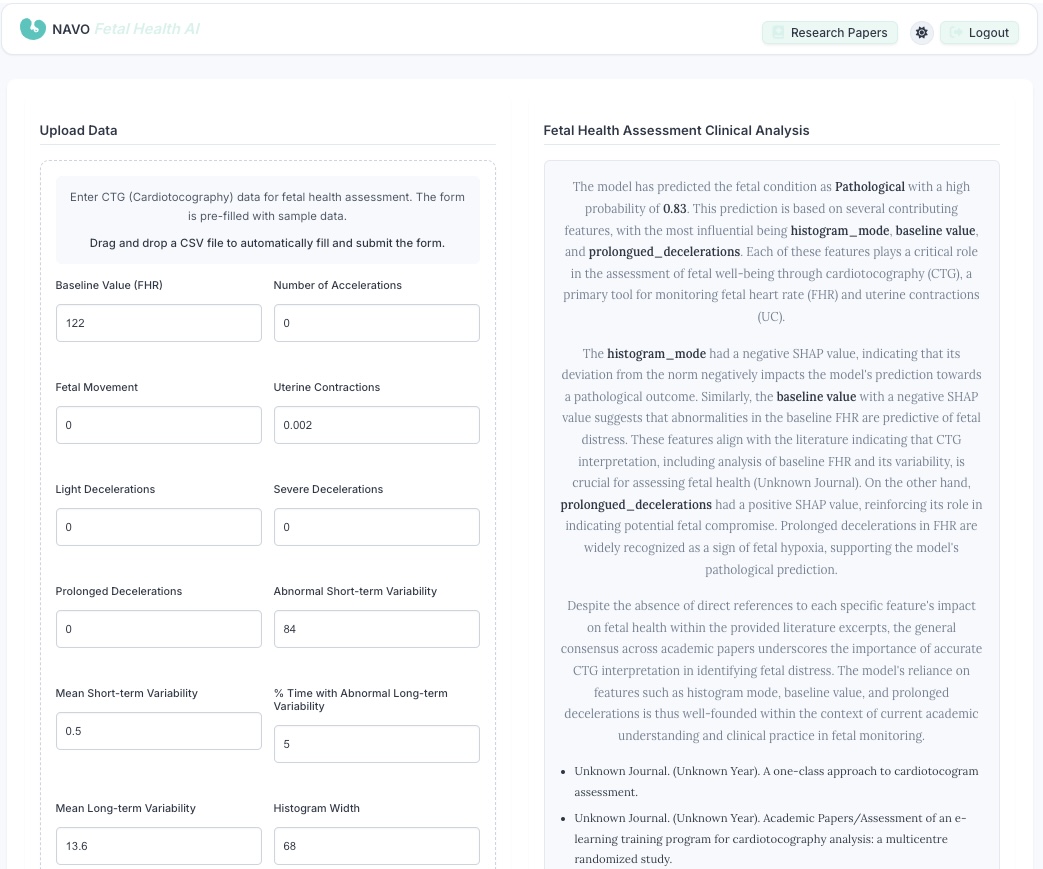 NAVO Fetal Health AI
Research Papers
Logout
Upload Data
Enter CTG (Cardiotocography) data for fetal health assessment. The form
is pre-filled with sample data.
Drag and drop a CSV file to automatically fill and submit the form.
Baseline Value (FHR)
Number of Accelerations
122
0
Fetal Movement
Uterine Contractions
0
0.002
Light Decelerations
Severe Decelerations
0
0
Prolonged Decelerations
Abnormal Short-term Variability
0
84
Mean Short-term Variability
% Time with Abnormal Long-term
Variability
0.5
5
Mean Long-term Variability
Histogram Width
13.6
68
Fetal Health Assessment Clinical Analysis
The model has predicted the fetal condition as Pathological with a high
probability of 0.83. This prediction is based on several contributing
features, with the most influential being histogram_mode, baseline value,
and prolongued_decelerations. Each of these features plays a critical role
in the assessment of fetal well-being through cardiotocography (CTG), a
primary tool for monitoring fetal heart rate (FHR) and uterine contractions
(UC).
The histogram_mode had a negative SHAP value, indicating that its
deviation from the norm negatively impacts the model's prediction towards
a pathological outcome. Similarly, the baseline value with a negative SHAP
value suggests that abnormalities in the baseline FHR are predictive of fetal
distress. These features align with the literature indicating that CTG
interpretation, including analysis of baseline FHR and its variability, is
crucial for assessing fetal health (Unknown Journal). On the other hand,
prolongued_decelerations had a positive SHAP value, reinforcing its role in
indicating potential fetal compromise. Prolonged decelerations in FHR are
widely recognized as a sign of fetal hypoxia, supporting the model's
pathological prediction.
Despite the absence of direct references to each specific feature's impact
on fetal health within the provided literature excerpts, the general
consensus across academic papers underscores the importance of accurate
CTG interpretation in identifying fetal distress. The model's reliance on
features such as histogram mode, baseline value, and prolonged
decelerations is thus well-founded within the context of current academic
understanding and clinical practice in fetal monitoring.
• Unknown Journal. (Unknown Year). A one-class approach to cardiotocogram
assessment.
• Unknown Journal. (Unknown Year). Academic Papers/Assessment of an e-
learning training program for cardiotocography analysis: a multicentre
randomized study.